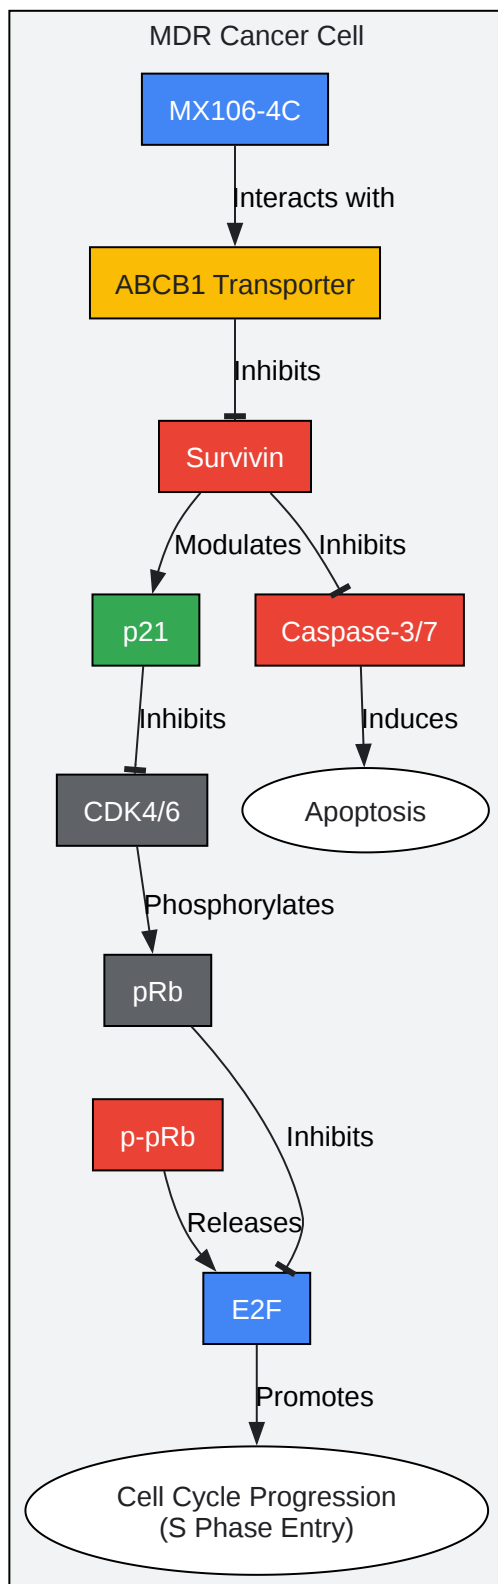 MDR Cancer Cell
MX106-4C
Interacts with
ABCB1 Transporter
Inhibits
Survivin
Modulates
Inhibits
p21
Caspase-3/7
Inhibits
Induces
CDK4/6
Apoptosis
Phosphorylates
pRb
p-pRb
Inhibits
Releases
E2F
Promotes
Cell Cycle Progression
(S Phase Entry)